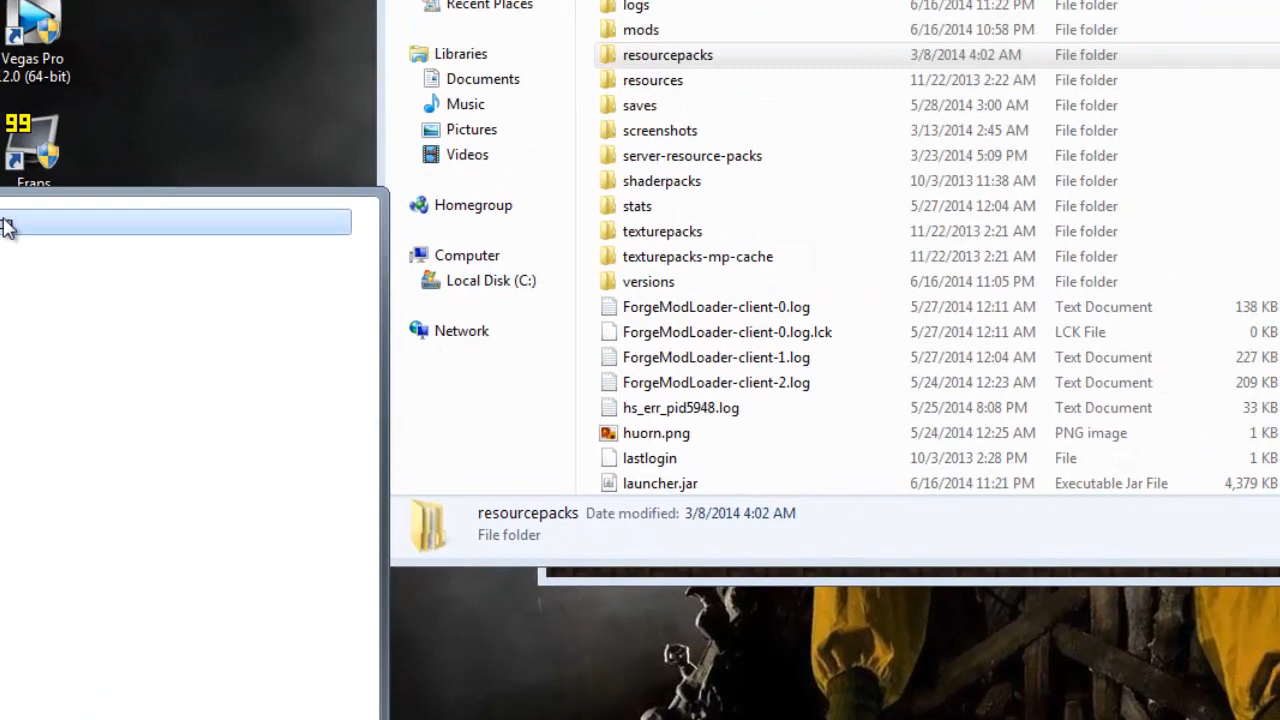 Vegas Pro
12.0 (64-bit)
99
Fraps
Recent Places
Libraries
Documents
Music
Pictures
Videos
Homegroup
Computer
Local Disk (C:)
Network
logs 6/16/2014 11:22 PM File folder
mods 6/16/2014 10:58 PM File folder
resourcepacks 3/8/2014 4:02 AM File folder
resources 11/22/2013 2:22 AM File folder
saves 5/28/2014 3:00 AM File folder
screenshots 3/13/2014 2:45 AM File folder
server-resource-packs 3/23/2014 5:09 PM File folder
shaderpacks 10/3/2013 11:38 AM File folder
stats 5/27/2014 12:04 AM File folder
texturepacks 11/22/2013 2:21 AM File folder
texturepacks-mp-cache 11/22/2013 2:21 AM File folder
versions 6/16/2014 11:05 PM File folder
ForgeModLoader-client-0.log 5/27/2014 12:11 AM Text Document 138 KB
ForgeModLoader-client-0.log.lck 5/27/2014 12:11 AM LCK File 0 KB
ForgeModLoader-client-1.log 5/27/2014 12:04 AM Text Document 227 KB
ForgeModLoader-client-2.log 5/24/2014 12:23 AM Text Document 209 KB
hs_err_pid5948.log 5/25/2014 8:08 PM Text Document 33 KB
huorn.png 5/24/2014 12:25 AM PNG image 1 KB
lastlogin 10/3/2013 2:28 PM File 1 KB
launcher.jar 6/16/2014 11:21 PM Executable Jar File 4,379 KB
resourcepacks Date modified: 3/8/2014 4:02 AM
File folder